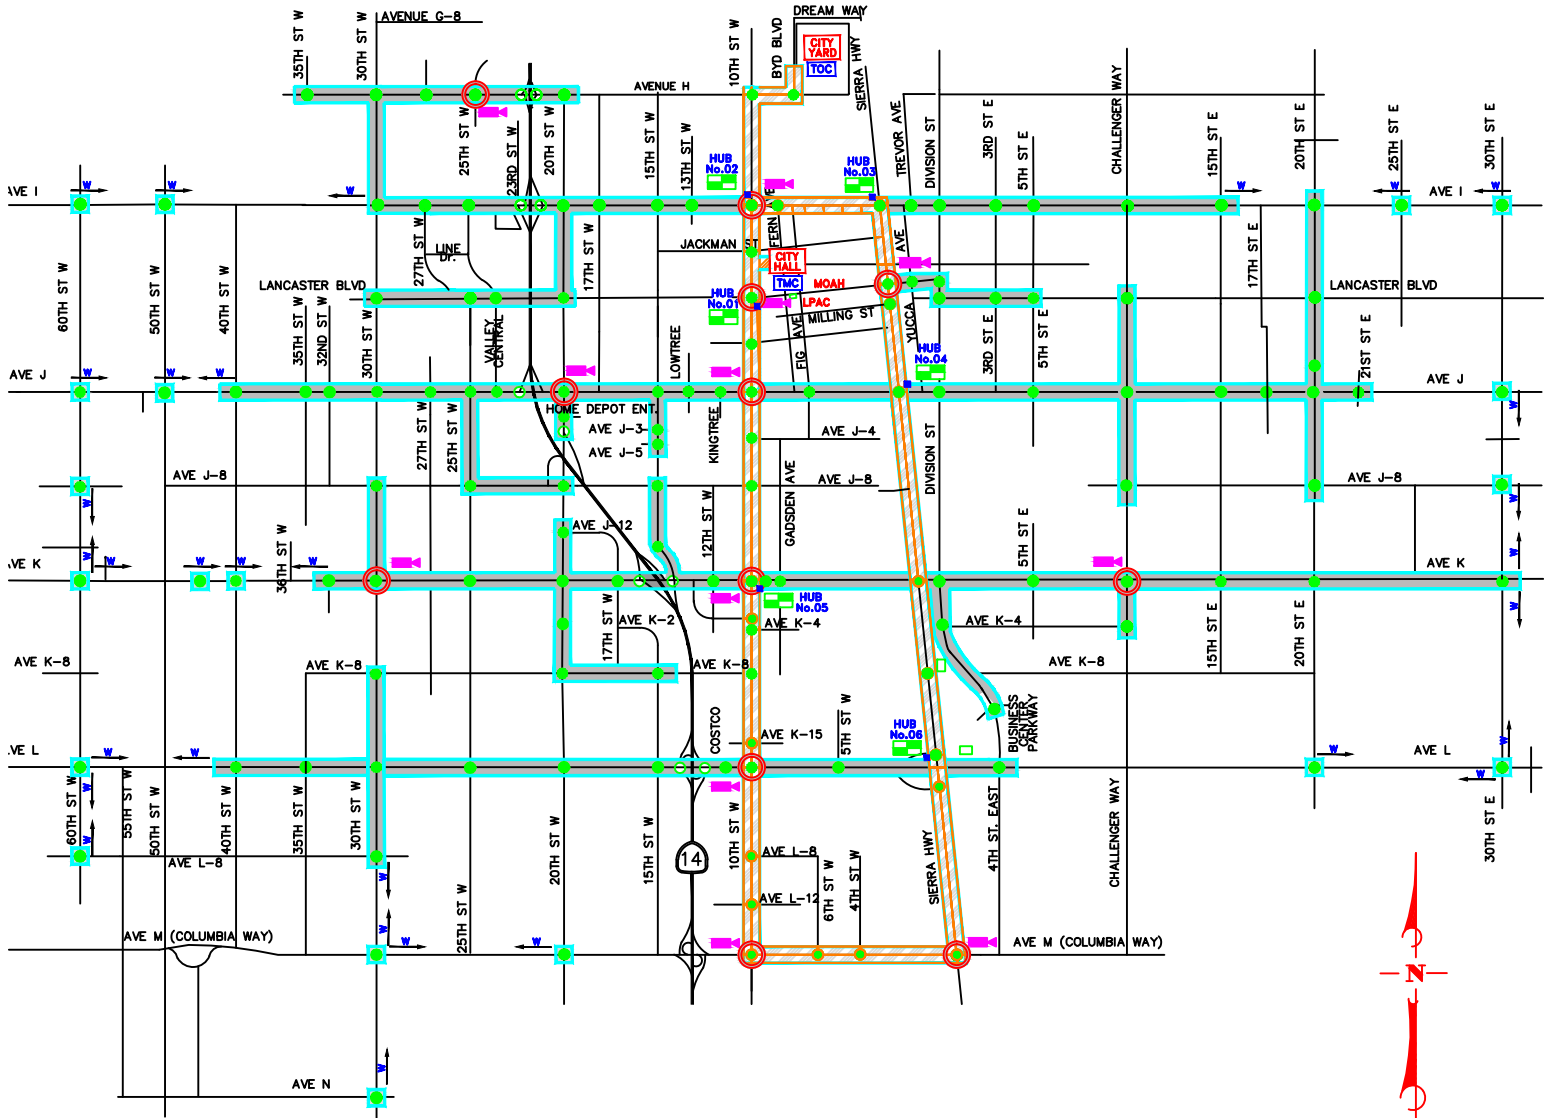 DREAM WAY
AVENUE G-8
35TH ST W
30TH ST W
10TH ST W
BYD BLVD
CITY
YARD
TOC
SIERRA HWY
CHALLENGER WAY
AVENUE H
25TH ST W
23RD ST W
20TH ST W
15TH ST W
13TH ST W
TREVOR AVE
DIVISION ST
3RD ST E
5TH ST E
15TH ST E
20TH ST E
25TH ST E
30TH ST E
HUB
No.02
HUB
No.03
AVE I
W
W
W
W
W
W
AVE I
FERN AVE
JACKMAN ST
AVE
LINE
Dr.
27TH ST W
17TH ST W
17TH ST E
60TH ST W
50TH ST W
40TH ST W
CITY
HALL
TMC
MOAH
LPAC
HUB
No.01
LANCASTER BLVD
LANCASTER BLVD
MILLING ST
35TH ST W
32ND ST W
30TH ST W
VALLEY
CENTRAL
LOWTREE
FIG AVE
YUCCA
3RD ST E
5TH ST E
21ST ST E
HUB
No.04
AVE J
W
W
W
AVE J
W
HOME DEPOT ENT.
AVE J-3
AVE J-5
AVE J-4
27TH ST W
25TH ST W
KINGTREE
GADSDEN AVE
DIVISION ST
AVE J-8
AVE J-8
AVE J-8
W
W
AVE J-12
12TH ST W
5TH ST E
36TH ST W
AVE K
W
W
W
W
W
AVE K
W
W
HUB
No.05
AVE K-2
AVE K-4
AVE K-4
17TH ST W
15TH ST E
20TH ST E
AVE K-8
AVE K-8
AVE K-8
AVE K-8
COSTCO
AVE K-15
5TH ST W
HUB
No.06
BUSINESS
CENTER
PARKWAY
AVE L
W
W
W
AVE L
W
W
W
60TH ST W
55TH ST W
50TH ST W
40TH ST W
35TH ST W
30TH ST W
20TH ST W
15TH ST W
10TH ST W
14
SIERRA HWY
4TH ST. EAST
CHALLENGER WAY
30TH ST E
W
AVE L-8
AVE L-8
6TH ST W
4TH ST W
W
AVE L-12
25TH ST W
AVE M (COLUMBIA WAY)
W
W
W
AVE M (COLUMBIA WAY)
N
W
AVE N